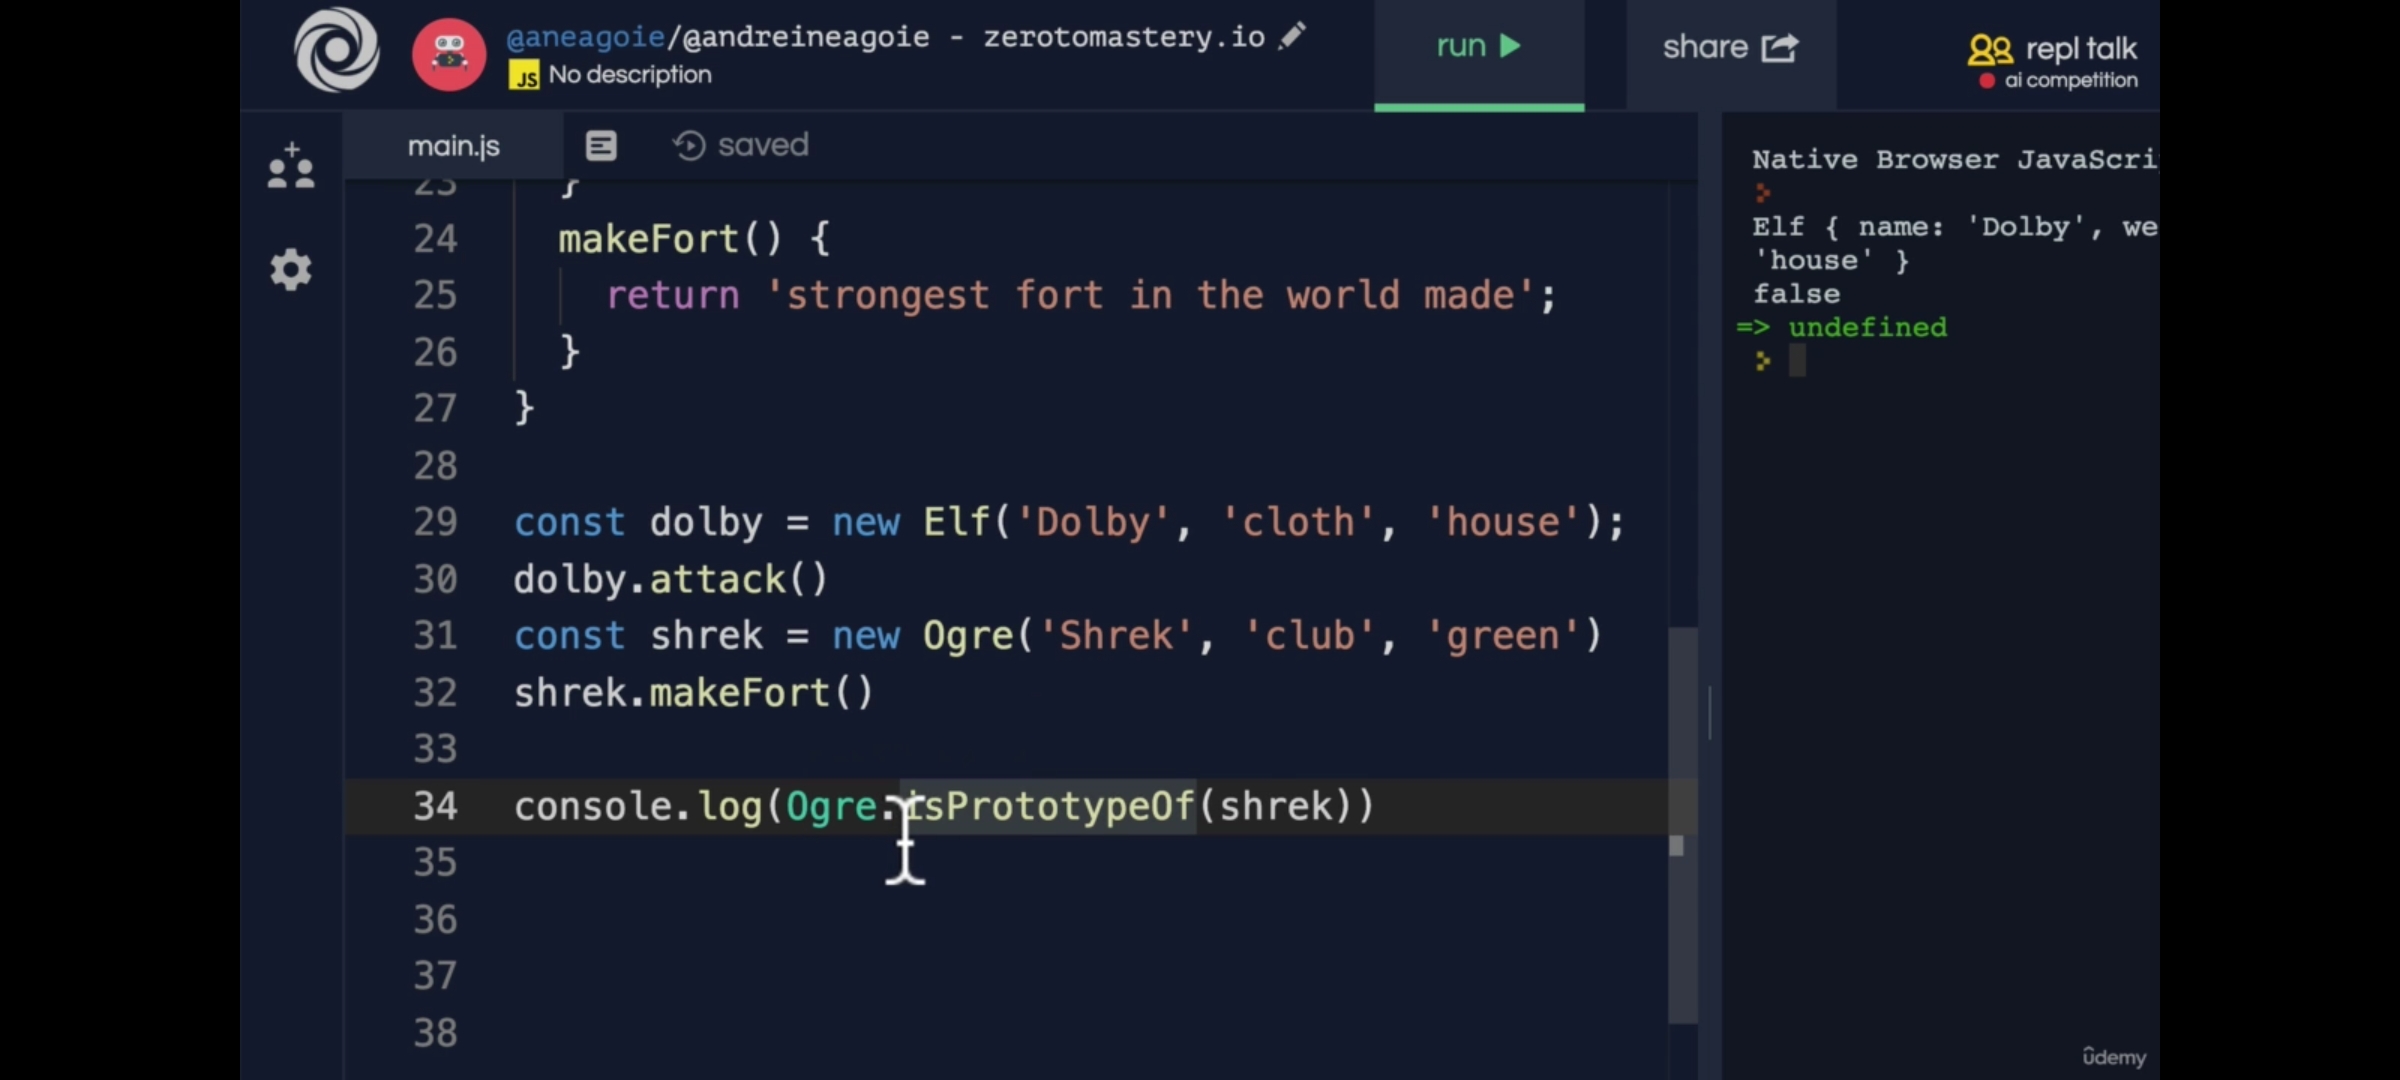 @aneagoie/@andreineagoie - zerotomastery.io
JS No description
run
share
repl talk
ai competition
main.js
saved
23 }
24 makeFort() {
25 return 'strongest fort in the world made';
26 }
27 }
28
29 const dolby = new Elf('Dolby', 'cloth', 'house');
30 dolby.attack()
31 const shrek = new Ogre('Shrek', 'club', 'green')
32 shrek.makeFort()
33
34 console.log(Ogre.isPrototypeOf(shrek))
35
36
37
38
Native Browser JavaScri
Elf { name: 'Dolby', we
'house' }
false
=> undefined
ûdemy